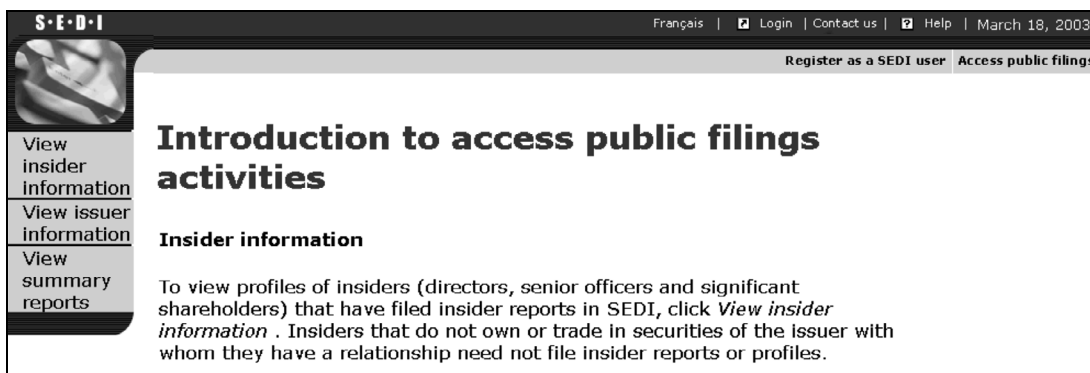 S•E•D•I
Français | Login | Contact us | Help | March 18, 2003
Register as a SEDI user Access public filings
View
insider
information
View issuer
information
View
summary
reports
Introduction to access public filings
activities
Insider information
To view profiles of insiders (directors, senior officers and significant
shareholders) that have filed insider reports in SEDI, click View insider
information . Insiders that do not own or trade in securities of the issuer with
whom they have a relationship need not file insider reports or profiles.